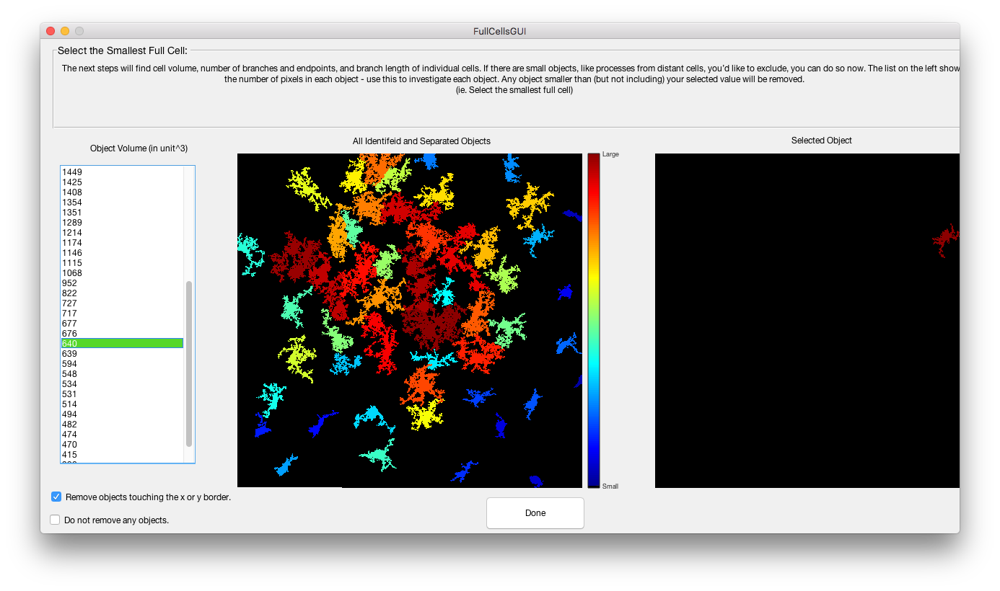 FullCellsGUI
Select the Smallest Full Cell:
The next steps will find cell volume, number of branches and endpoints, and branch length of individual cells. If there are small objects, like processes from distant cells, you'd like to exclude, you can do so now. The list on the left show
the number of pixels in each object - use this to investigate each object. Any object smaller than (but not including) your selected value will be removed.
(ie. Select the smallest full cell)
Object Volume (in unit^3)
All Identifeid and Separated Objects
Selected Object
1449
1425
1408
1354
1351
1289
1214
1174
1146
1115
1068
952
822
727
717
677
676
640
639
594
548
534
531
514
494
482
474
470
415
Large
Small
Remove objects touching the x or y border.
Do not remove any objects.
Done